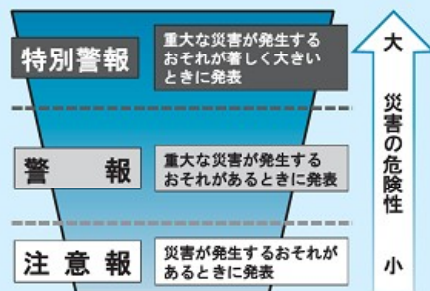 特別警報
重大な災害が発生する
おそれが著しく大きい
ときに発表
警報
重大な災害が発生する
おそれがあるときに発表
注意報
災害が発生するおそれが
あるときに発表
大
災害の危険性
小